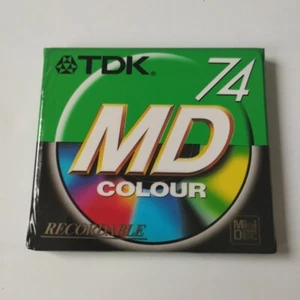 TDK 74
MD
COLOUR
RECORDABLE
Mini
Disc